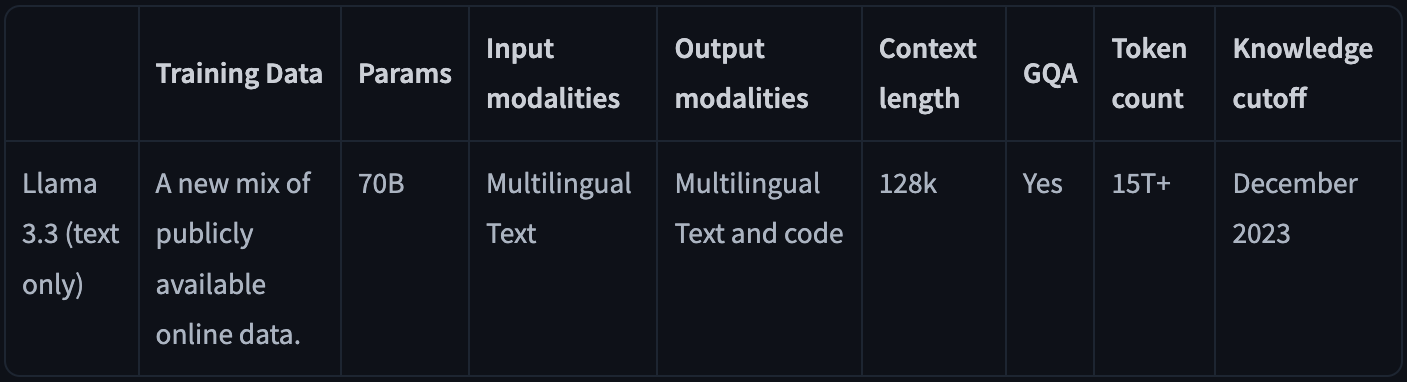 Training Data
Params
Input
modalities
Output
modalities
Context
length
GQA
Token
count
Knowledge
cutoff
Llama
3.3 (text
only)
A new mix of
publicly
available
online data.
70B
Multilingual
Text
Multilingual
Text and code
128k
Yes
15T+
December
2023